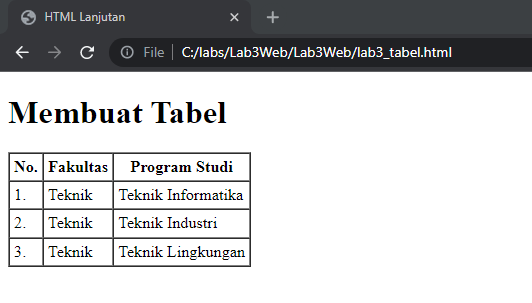 HTML Lanjutan
File C:/labs/Lab3Web/Lab3Web/lab3_tabel.html
Membuat Tabel
No. Fakultas Program Studi
1. Teknik Teknik Informatika
2. Teknik Teknik Industri
3. Teknik Teknik Lingkungan